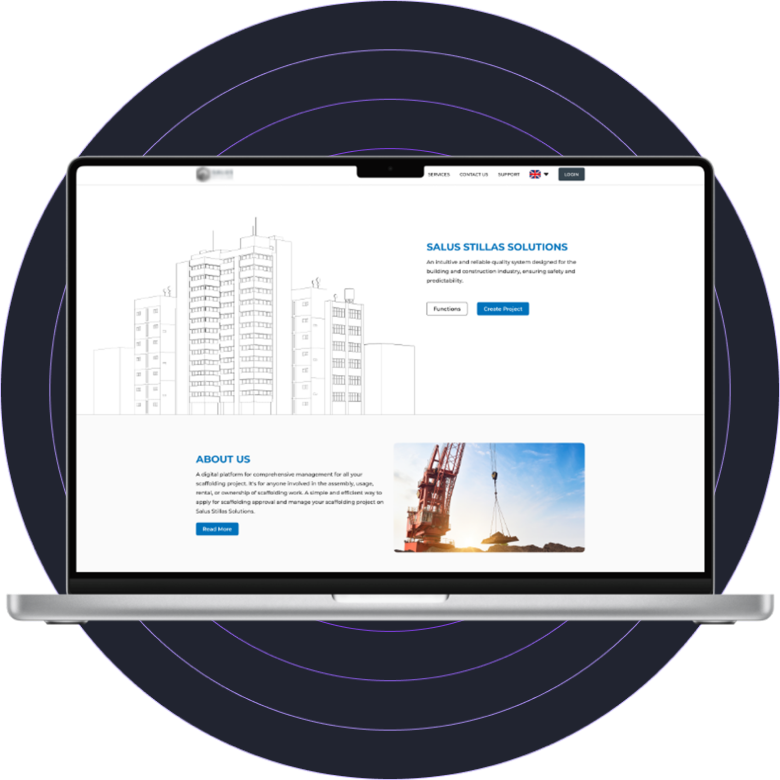 SERVICES CONTACT US SUPPORT LOGIN
SALUS STILLAS SOLUTIONS
An intuitive and reliable quality system designed for the
building and construction industry, ensuring safety and
predictability.
Functions Create Project
ABOUT US
A digital platform for comprehensive management for all your
scaffolding project. It's for anyone involved in the assembly, usage,
rental, or ownership of scaffolding work. A simple and efficient way to
apply for scaffolding approval and manage your scaffolding project on
Salus Stillas Solutions.
Read More